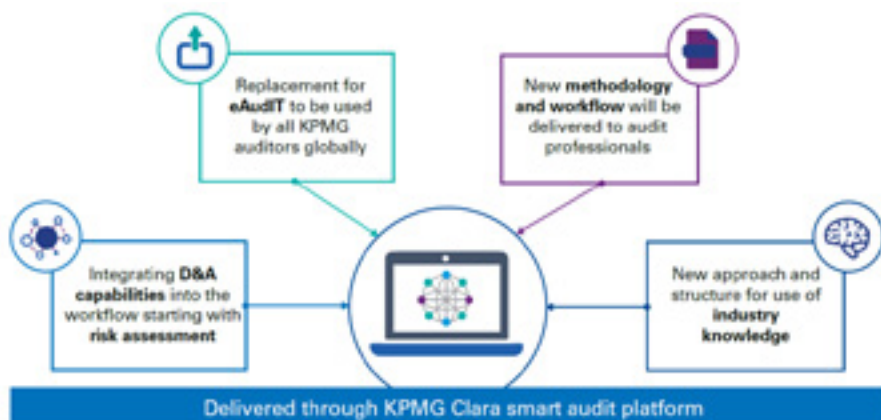 Replacement for
eAudIT to be used
by all KPMG
auditors globally
New methodology
and workflow will be
delivered to audit
professionals
Integrating D&A
capabilities into the
workflow starting with
risk assessment
New approach and
structure for use of
industry
knowledge
Delivered through KPMG Clara smart audit platform